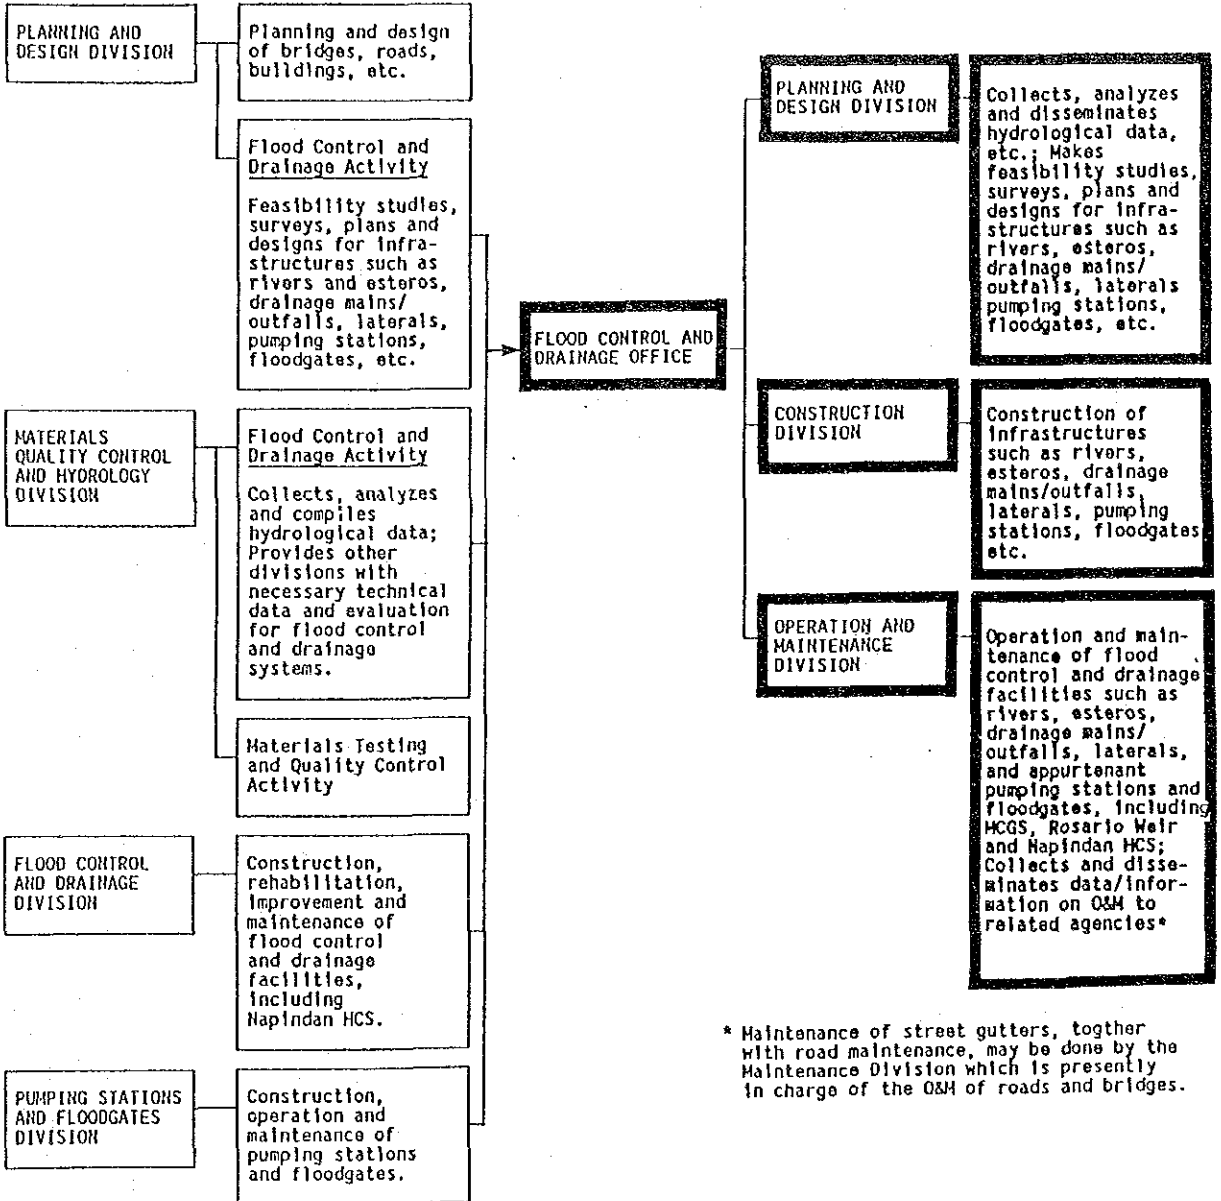 PLANNING AND
DESIGN DIVISION
Planning and design
of bridges, roads,
buildings, etc.
Flood Control and
Drainage Activity
Feasibility studies,
surveys, plans and
designs for infra-
structures such as
rivers and esteros,
drainage mains/
outfalls, laterals,
pumping stations,
floodgates, etc.
MATERIALS
QUALITY CONTROL
AND HYDROLOGY
DIVISION
Flood Control and
Drainage Activity
Collects, analyzes
and compiles
hydrological data;
Provides other
divisions with
necessary technical
data and evaluation
for flood control
and drainage
systems.
Materials Testing
and Quality Control
Activity
FLOOD CONTROL
AND DRAINAGE
DIVISION
Construction,
rehabilitation,
improvement and
maintenance of
flood control
and drainage
facilities,
including
Napindan HCS.
PUMPING STATIONS
AND FLOODGATES
DIVISION
Construction,
operation and
maintenance of
pumping stations
and floodgates.
FLOOD CONTROL AND
DRAINAGE OFFICE
PLANNING AND
DESIGN DIVISION
Collects, analyzes
and disseminates
hydrological data,
etc.; Makes
feasibility studies,
surveys, plans and
designs for infra-
structures such as
rivers, esteros,
drainage mains/
outfalls, laterals
pumping stations,
floodgates, etc.
CONSTRUCTION
DIVISION
Construction of
infrastructures
such as rivers,
esteros, drainage
mains/outfalls,
laterals, pumping
stations, floodgates
etc.
OPERATION AND
MAINTENANCE
DIVISION
Operation and main-
tenance of flood
control and drainage
facilities such as
rivers, esteros,
drainage mains/
outfalls, laterals,
and appurtenant
pumping stations and
floodgates, including
MCGS, Rosario Weir
and Napindan HCS;
Collects and disse-
minates data/infor-
mation on O&M to
related agencies*
* Maintenance of street gutters, togther
with road maintenance, may be done by the
Maintenance Division which is presently
in charge of the O&M of roads and bridges.